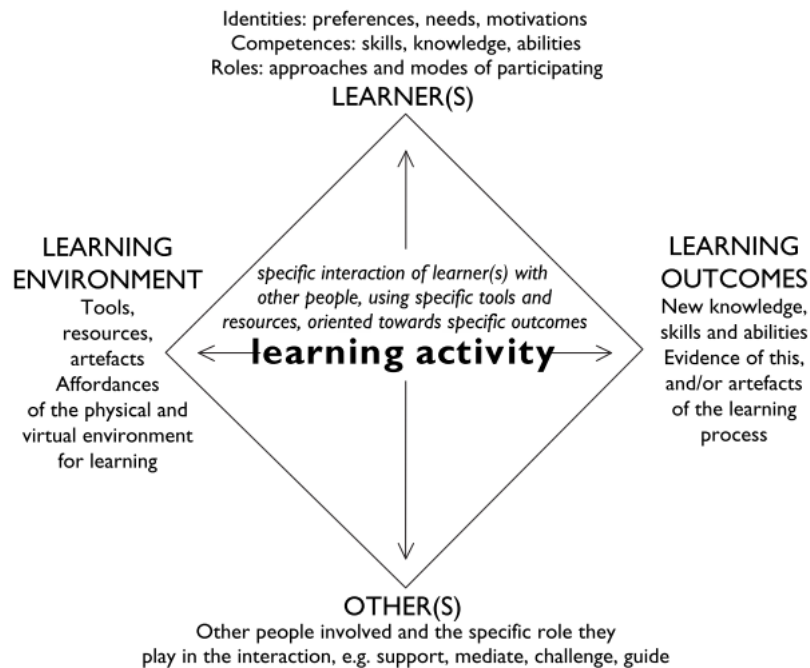 Identities: preferences, needs, motivations
Competences: skills, knowledge, abilities
Roles: approaches and modes of participating
LEARNER(S)
LEARNING
ENVIRONMENT
Tools,
resources,
artefacts
Affordances
of the physical and
virtual environment
for learning
specific interaction of learner(s) with
other people, using specific tools and
resources, oriented towards specific outcomes
learning activity
LEARNING
OUTCOMES
New knowledge,
skills and abilities
Evidence of this,
and/or artefacts
of the learning
process
OTHER(S)
Other people involved and the specific role they
play in the interaction, e.g. support, mediate, challenge, guide